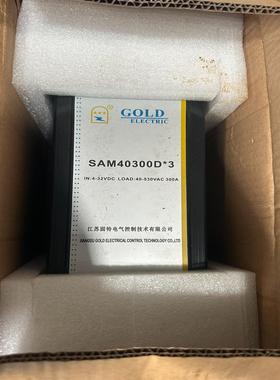 GOLD
ELECTRIC
SAM40300D*3
IN:4-32VDC LOAD:40-530VAC 300A
江苏固特电气控制技术有限公司
JIANGSU GOLD ELECTRICAL CONTROL TECHNOLOGY CO.,LTD